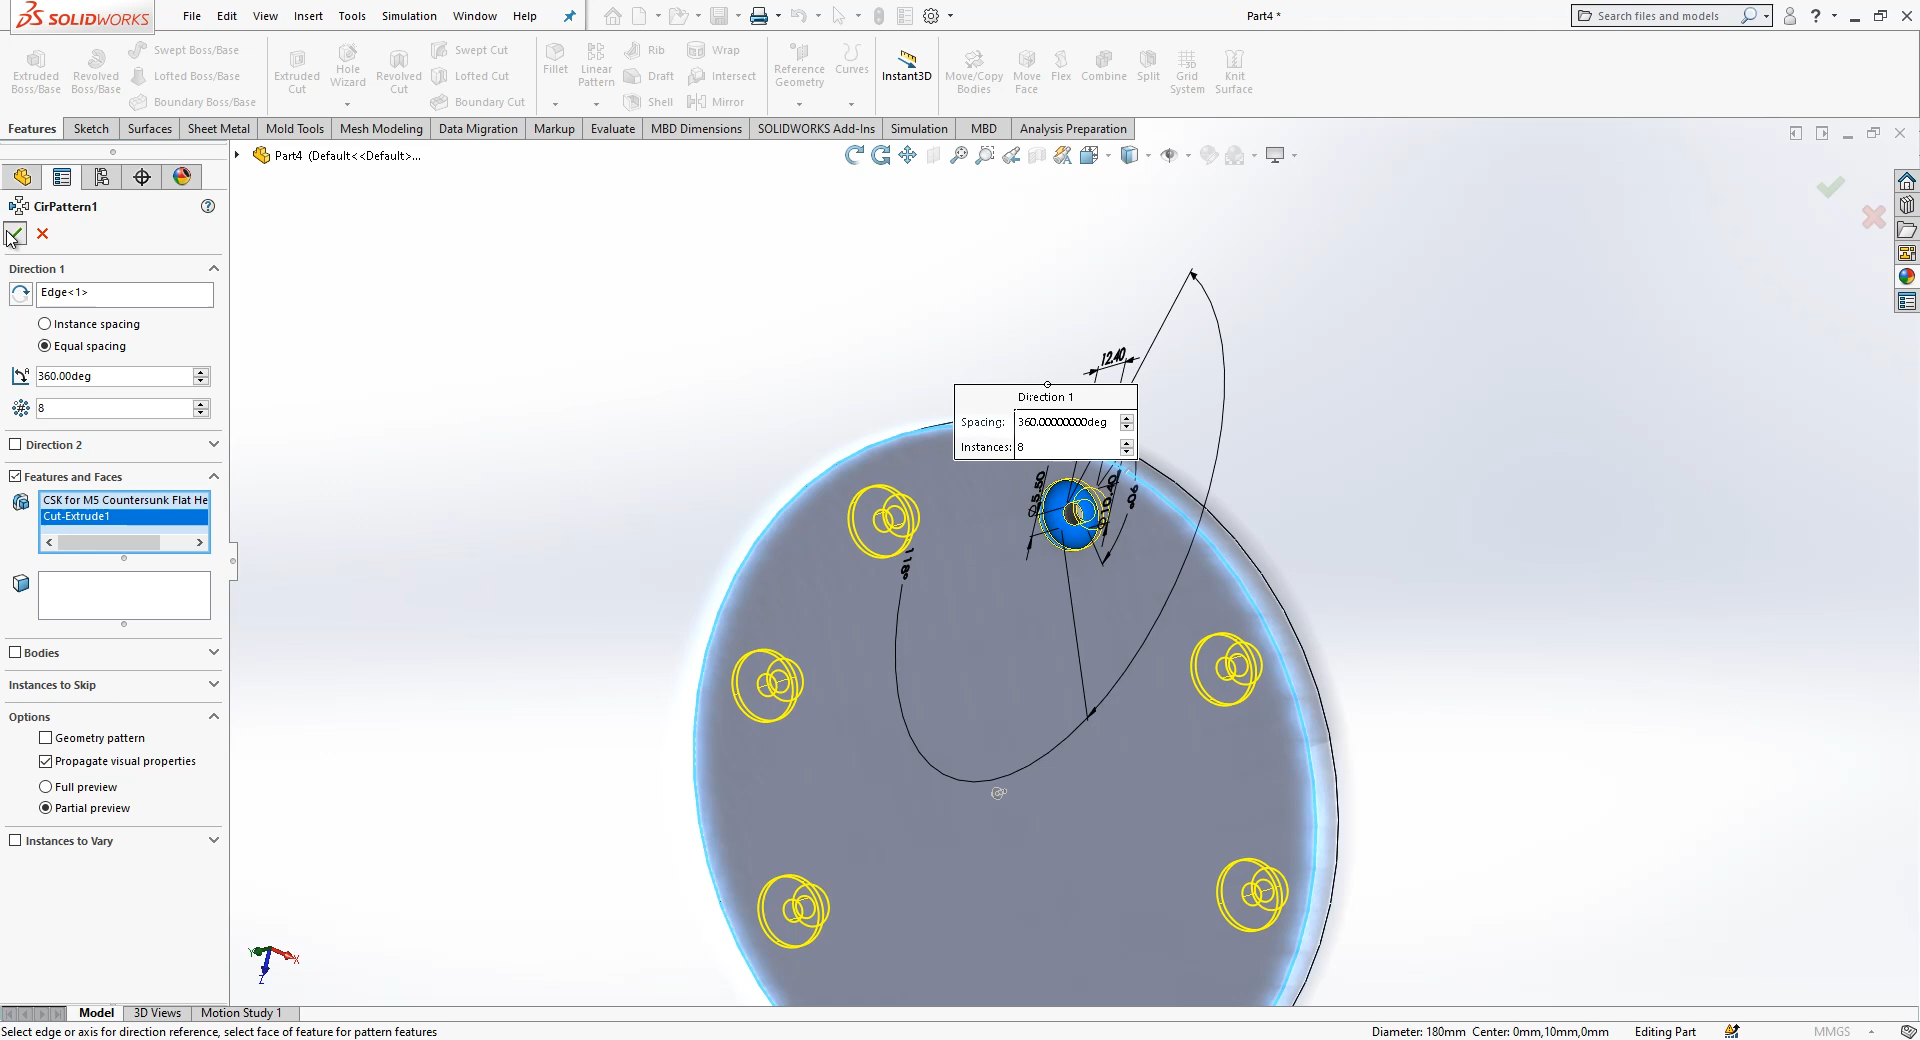 SOLIDWORKS File Edit View Insert Tools Simulation Window Help Part4 * Search files and models ?
Extruded Boss/Base
Revolved Boss/Base
Swept Boss/Base
Lofted Boss/Base
Boundary Boss/Base
Extruded Cut
Hole Wizard
Revolved Cut
Swept Cut
Lofted Cut
Boundary Cut
Fillet
Linear Pattern
Rib
Draft
Shell
Wrap
Intersect
Mirror
Reference Geometry
Curves
Instant3D
Move/Copy Bodies
Move Face
Flex
Combine
Split
Grid System
Knit Surface
Features Sketch Surfaces Sheet Metal Mold Tools Mesh Modeling Data Migration Markup Evaluate MBD Dimensions SOLIDWORKS Add-Ins Simulation MBD Analysis Preparation
Part4 (Default<<Default>...
CirPattern1
Direction 1
Edge<1>
Instance spacing
Equal spacing
360.00deg
8
Direction 2
Features and Faces
CSK for M5 Countersunk Flat He
Cut-Extrude1
Bodies
Instances to Skip
Options
Geometry pattern
Propagate visual properties
Full preview
Partial preview
Instances to Vary
12.40
Direction 1
Spacing: 360.00000000deg
Instances: 8
⌀5.50
⌀10.40
90°
118°
Y X
Z
Model 3D Views Motion Study 1
Select edge or axis for direction reference, select face of feature for pattern features Diameter: 180mm Center: 0mm,10mm,0mm Editing Part MMGS